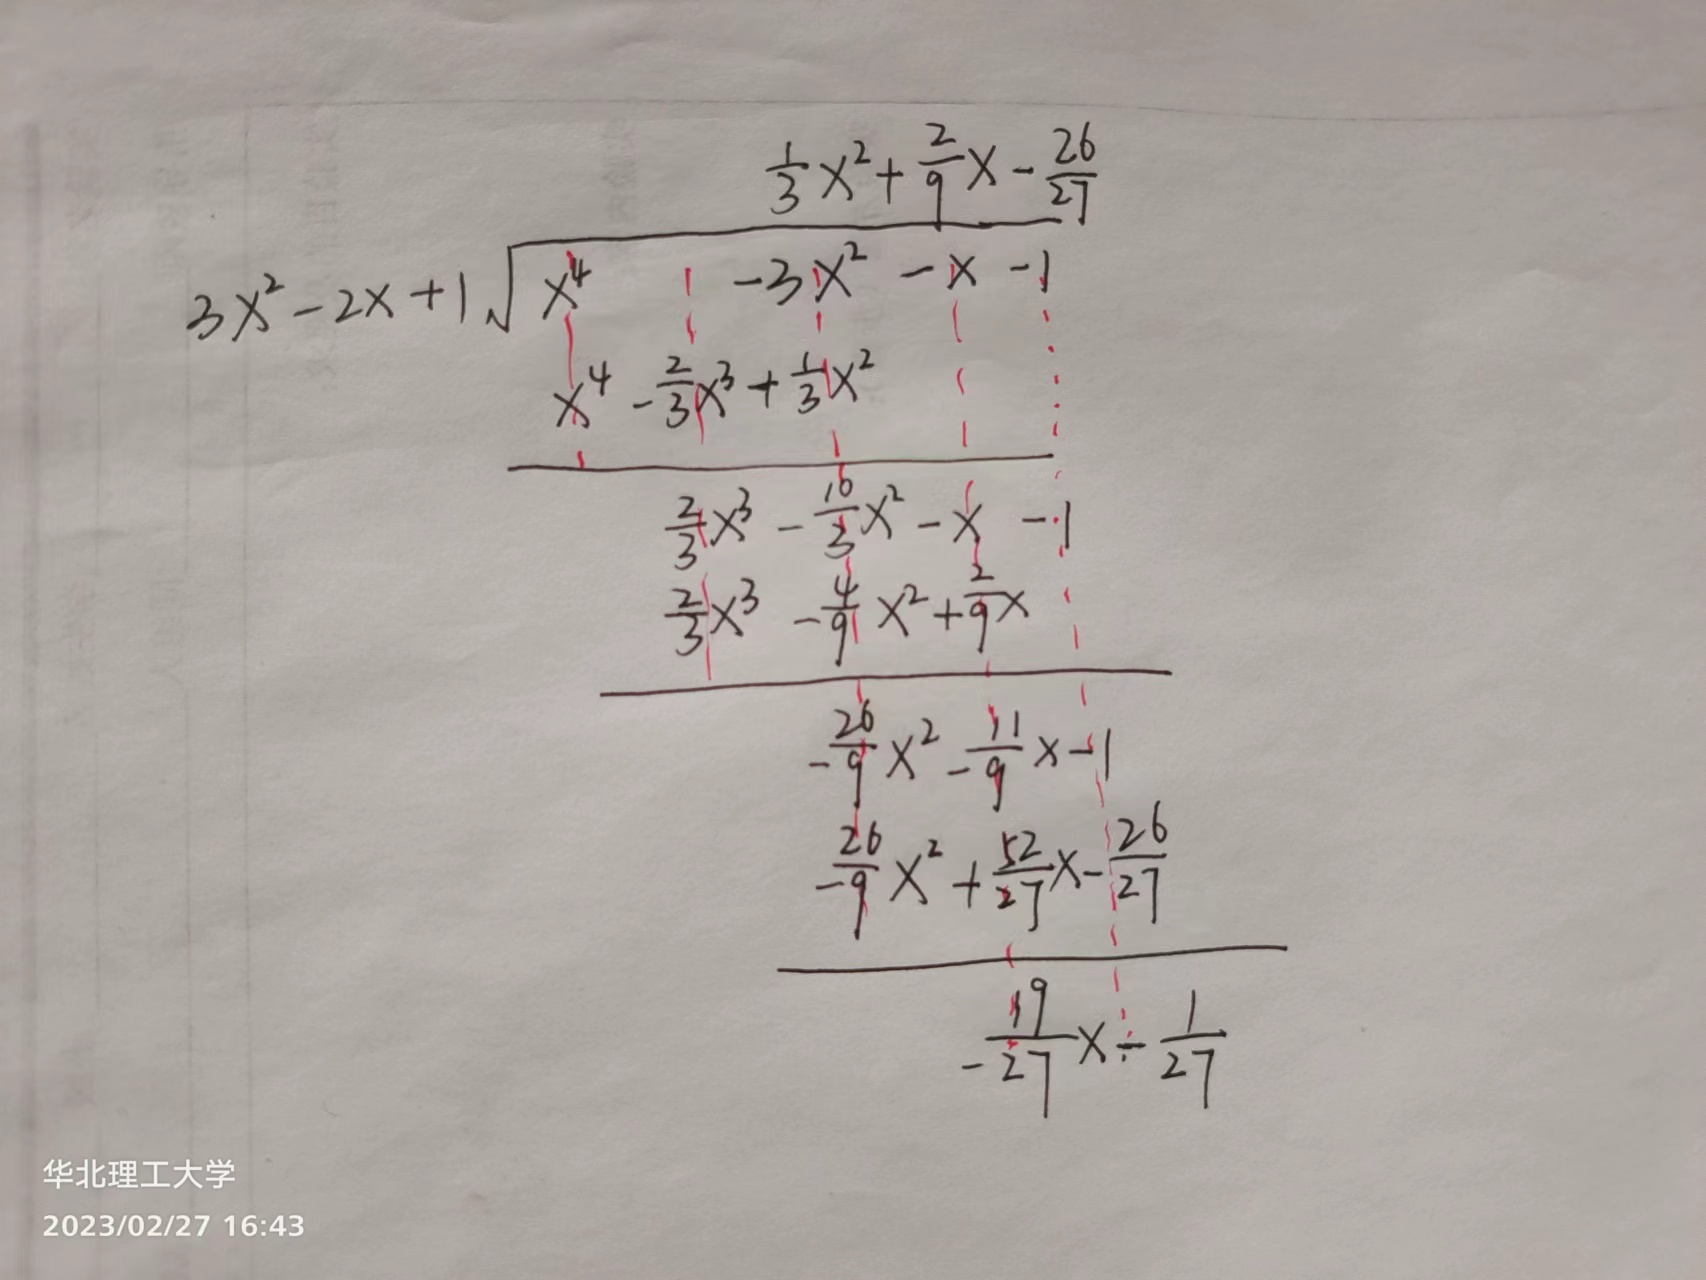 1/3 x² + 2/9 x - 26/27
3x² - 2x + 1 √ x⁴ - 3x² - x - 1
x⁴ - 2/3 x³ + 1/3 x²
2/3 x³ - 10/3 x² - x - 1
2/3 x³ - 4/9 x² + 2/9 x
- 26/9 x² - 11/9 x - 1
- 26/9 x² + 52/27 x - 26/27
- 19/27 x ÷ 1/27
华北理工大学
2023/02/27 16:43